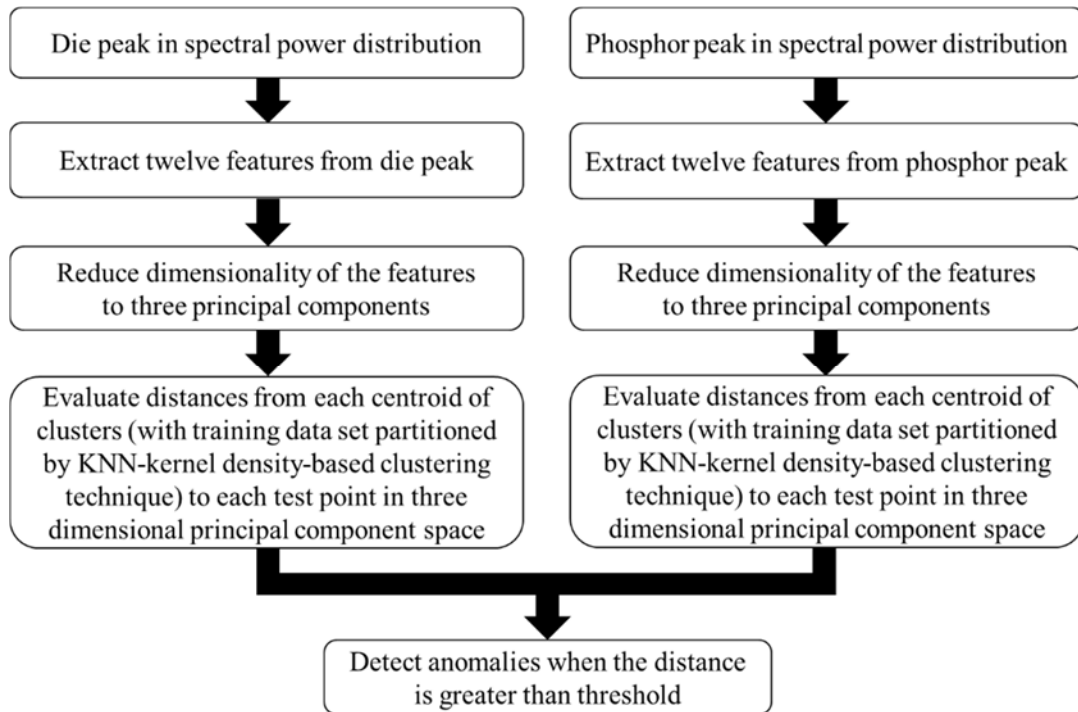 Die peak in spectral power distribution
Extract twelve features from die peak
Reduce dimensionality of the features
to three principal components
Evaluate distances from each centroid of
clusters (with training data set partitioned
by KNN-kernel density-based clustering
technique) to each test point in three
dimensional principal component space
Phosphor peak in spectral power distribution
Extract twelve features from phosphor peak
Reduce dimensionality of the features
to three principal components
Evaluate distances from each centroid of
clusters (with training data set partitioned
by KNN-kernel density-based clustering
technique) to each test point in three
dimensional principal component space
Detect anomalies when the distance
is greater than threshold